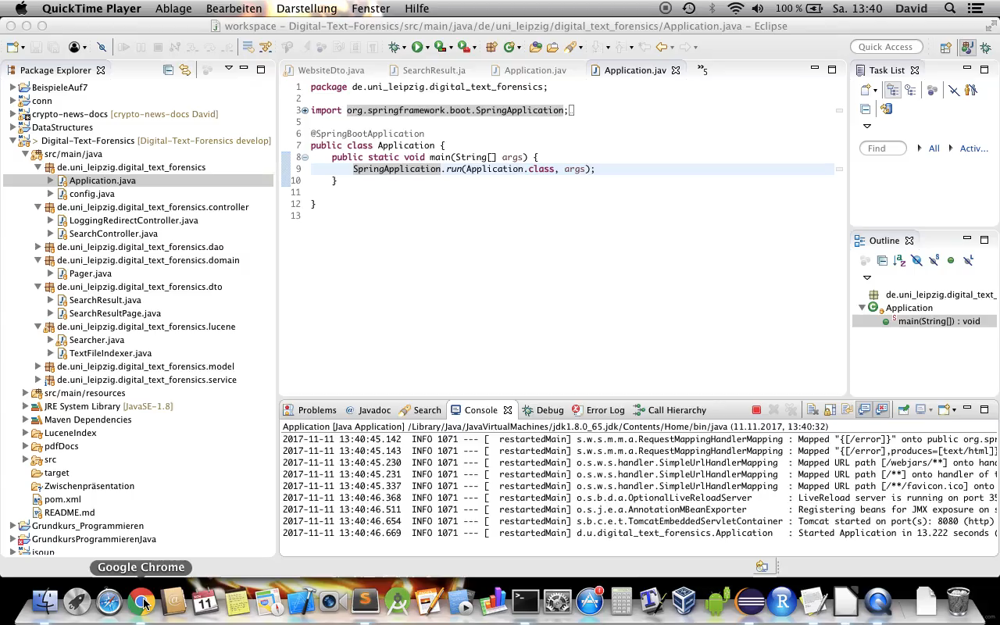 QuickTime Player Ablage Bearbeiten Darstellung Fenster Hilfe 100 % Sa. 13:40 David
workspace – Digital-Text-Forensics/src/main/java/de/uni_leipzig/digital_text_forensics/Application.java – Eclipse
Quick Access
Package Explorer
BeispieleAuf7
conn
crypto-news-docs [crypto-news-docs David]
DataStructures
> Digital-Text-Forensics [Digital-Text-Forensics develop]
src/main/java
de.uni_leipzig.digital_text_forensics
Application.java
config.java
de.uni_leipzig.digital_text_forensics.controller
LoggingRedirectController.java
SearchController.java
de.uni_leipzig.digital_text_forensics.dao
de.uni_leipzig.digital_text_forensics.domain
Pager.java
de.uni_leipzig.digital_text_forensics.dto
SearchResult.java
SearchResultPage.java
de.uni_leipzig.digital_text_forensics.lucene
Searcher.java
TextFileIndexer.java
de.uni_leipzig.digital_text_forensics.model
de.uni_leipzig.digital_text_forensics.service
src/main/resources
JRE System Library [JavaSE-1.8]
Maven Dependencies
LuceneIndex
pdfDocs
src
target
Zwischenpräsentation
pom.xml
README.md
Grundkurs_Programmieren
GrundkursProgrammierenJava
jsoup
WebsiteDto.java SearchResult.ja Application.jav Application.jav »5
1 package de.uni_leipzig.digital_text_forensics;
2
3 import org.springframework.boot.SpringApplication;
5
6 @SpringBootApplication
7 public class Application {
8 public static void main(String[] args) {
9 SpringApplication.run(Application.class, args);
10 }
11
12 }
13
Task List
Find All Activ...
Outline
de.uni_leipzig.digital_text_
Application
S main(String[]) : void
Problems Javadoc Search Console Debug Error Log Call Hierarchy
Application [Java Application] /Library/Java/JavaVirtualMachines/jdk1.8.0_65.jdk/Contents/Home/bin/java (11.11.2017, 13:40:32)
2017-11-11 13:40:45.142 INFO 1071 --- [ restartedMain] s.w.s.m.m.a.RequestMappingHandlerMapping : Mapped "{[/error]}" onto public org.spr
2017-11-11 13:40:45.143 INFO 1071 --- [ restartedMain] s.w.s.m.m.a.RequestMappingHandlerMapping : Mapped "{[/error],produces=[text/html]}
2017-11-11 13:40:45.230 INFO 1071 --- [ restartedMain] o.s.w.s.handler.SimpleUrlHandlerMapping : Mapped URL path [/webjars/**] onto hand
2017-11-11 13:40:45.231 INFO 1071 --- [ restartedMain] o.s.w.s.handler.SimpleUrlHandlerMapping : Mapped URL path [/**] onto handler of t
2017-11-11 13:40:45.337 INFO 1071 --- [ restartedMain] o.s.w.s.handler.SimpleUrlHandlerMapping : Mapped URL path [/**/favicon.ico] onto
2017-11-11 13:40:46.368 INFO 1071 --- [ restartedMain] o.s.b.d.a.OptionalLiveReloadServer : LiveReload server is running on port 35
2017-11-11 13:40:46.511 INFO 1071 --- [ restartedMain] o.s.j.e.a.AnnotationMBeanExporter : Registering beans for JMX exposure on s
2017-11-11 13:40:46.654 INFO 1071 --- [ restartedMain] s.b.c.e.t.TomcatEmbeddedServletContainer : Tomcat started on port(s): 8080 (http)
2017-11-11 13:40:46.669 INFO 1071 --- [ restartedMain] d.u.digital_text_forensics.Application : Started Application in 13.222 seconds (
Google Chrome
11